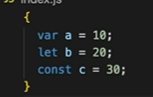 index.js
{
var a = 10;
let b = 20;
const c = 30;
}